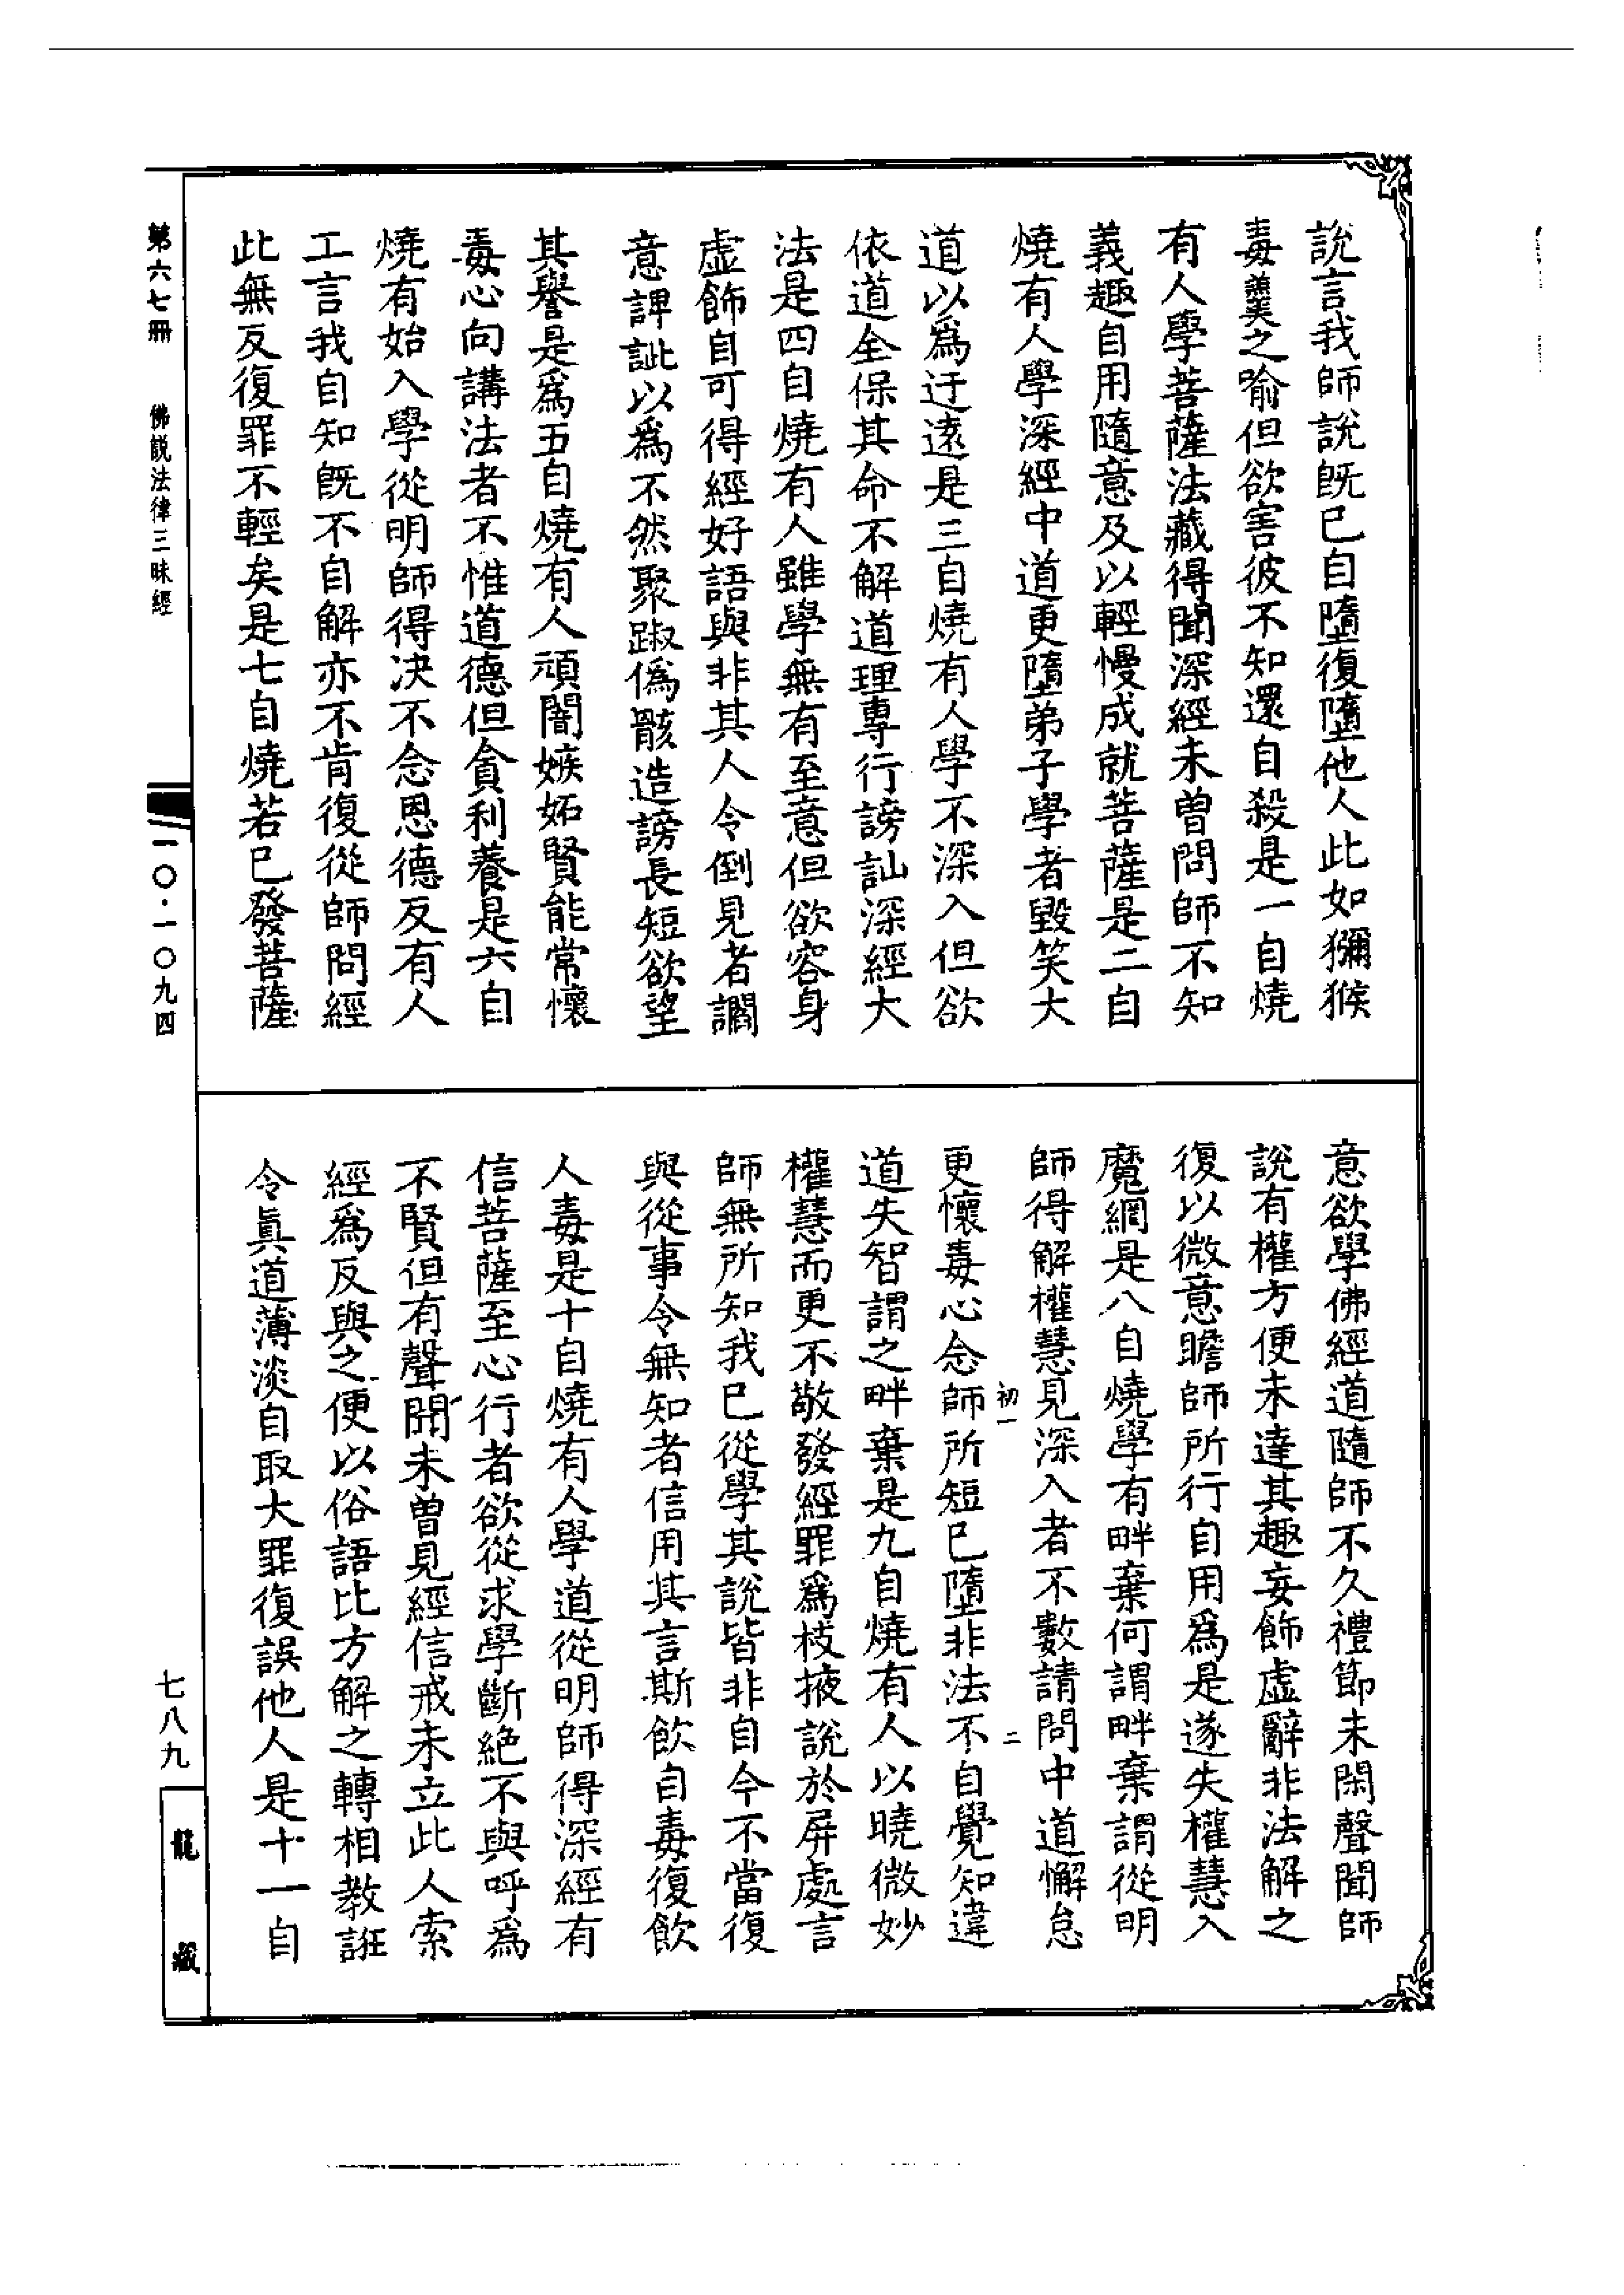 說言我師說既已自墮復墮他人此如獼猴
毒羹之喻但欲害彼不知還自殺是一自燒
有人學菩薩法藏得聞深經未曾問師不知
義趣自用隨意及以輕慢成就菩薩是二自
燒有人學深經中道更墮弟子學者毀笑大
道以爲迂遠是三自燒有人學不深入但欲
依道全保其命不解道理專行謗訕深經大
法是四自燒有人雖學無有至意但欲容身
虛飾自可得經好語與非其人令倒見者讕
意諀訿以爲不然聚踧僞骸造謗長短欲望
其譽是爲五自燒有人頑闇嫉妬賢能常懷
毒心向講法者不惟道德但貪利養是六自
燒有始入學從明師得決不念恩德反有人
工言我自知既不自解亦不肯復從師問經
此無反復罪不輕矣是七自燒若已發菩薩
意欲學佛經道隨師不久禮節未閑聲聞師
說有權方便未達其趣妄飾虛辭非法解之
復以微意瞻師所行自用爲是遂失權慧入
魔網是八自燒學有畔棄何謂畔棄謂從明
師得解權慧見深入者不數請問中道懈怠
初一 二
更懷毒心念師所短已墮非法不自覺知違
道失智謂之畔棄是九自燒有人以曉微妙
權慧而更不敬發經罪爲枝掖說於屏處言
師無所知我已從學其說皆非自今不當復
與從事令無知者信用其言斯飲自毒復飲
人毒是十自燒有人學道從明師得深經有
信菩薩至心行者欲從求學斷絕不與呼爲
不賢但有聲聞未曾見經信戒未立此人索
經爲反與之便以俗語比方解之轉相教誑
令眞道薄淡自取大罪復誤他人是十一自
第六七冊 佛說法律三昧經
一〇·一〇九四
七八九
龍藏